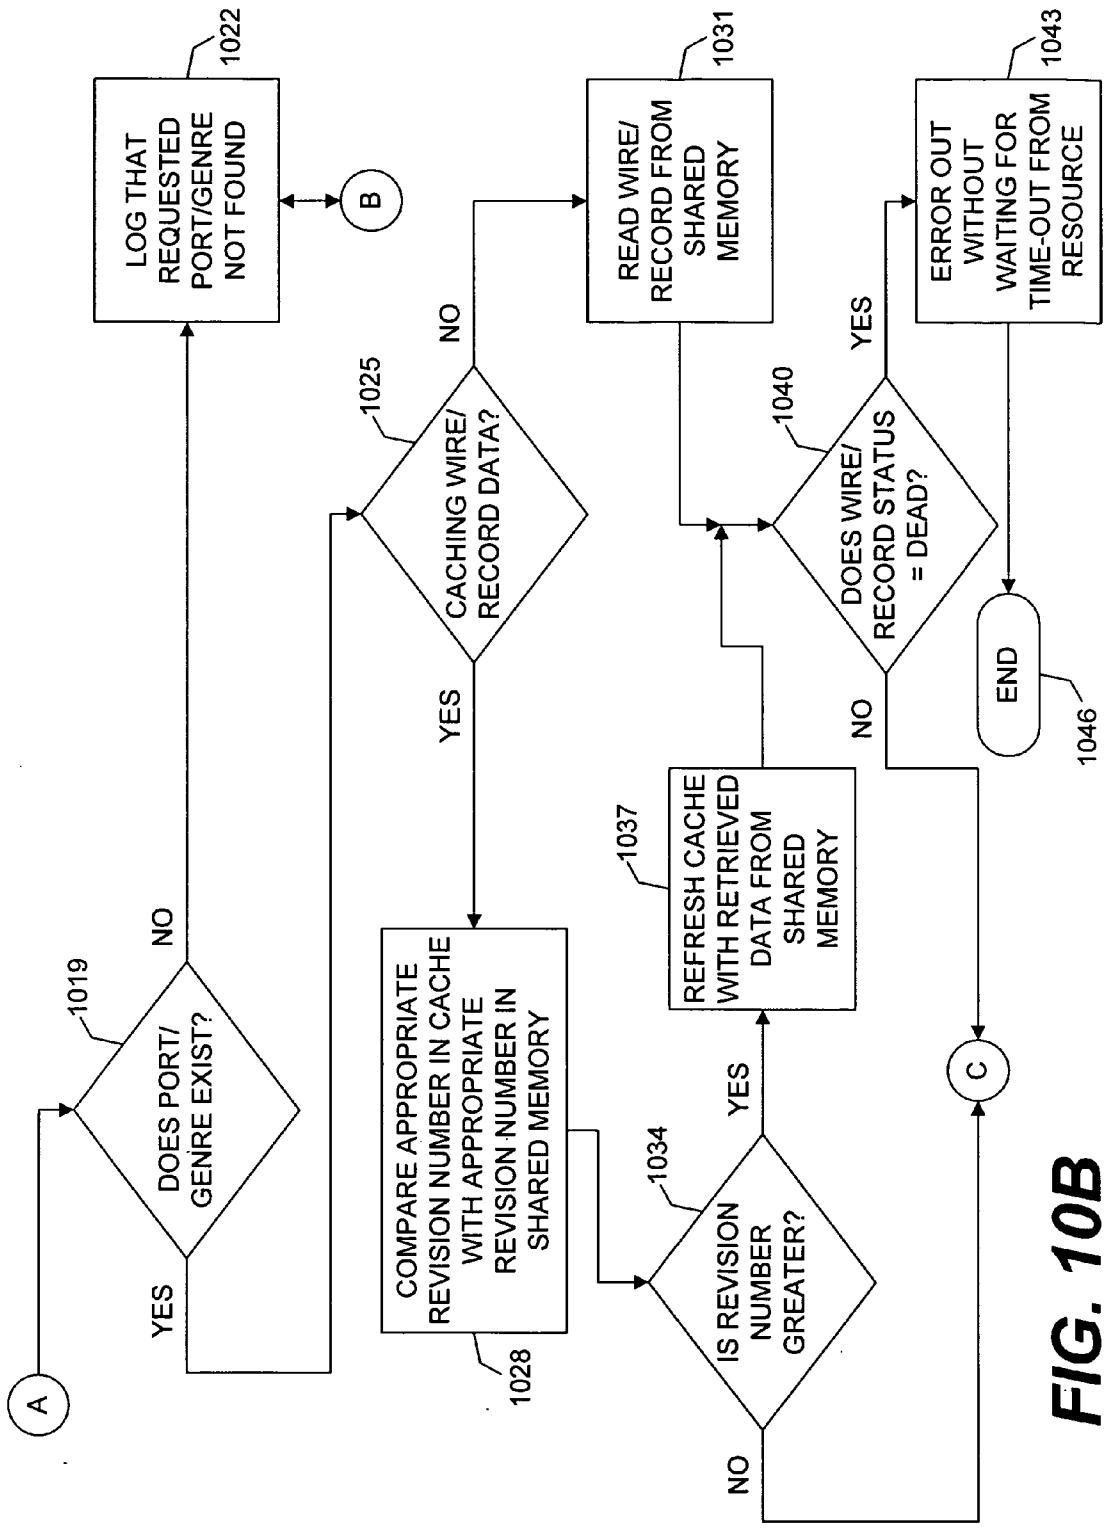 A
1019
DOES PORT/
GENRE EXIST?
NO
YES
1022
LOG THAT
REQUESTED
PORT/GENRE
NOT FOUND
B
1025
CACHING WIRE/
RECORD DATA?
NO
YES
1028
COMPARE APPROPRIATE
REVISION NUMBER IN CACHE
WITH APPROPRIATE
REVISION NUMBER IN
SHARED MEMORY
1031
READ WIRE/
RECORD FROM
SHARED
MEMORY
1034
IS REVISION
NUMBER
GREATER?
YES
NO
1037
REFRESH CACHE
WITH RETRIEVED
DATA FROM
SHARED
MEMORY
1040
DOES WIRE/
RECORD STATUS
= DEAD?
YES
NO
1043
ERROR OUT
WITHOUT
WAITING FOR
TIME-OUT FROM
RESOURCE
END
1046
C
FIG. 10B